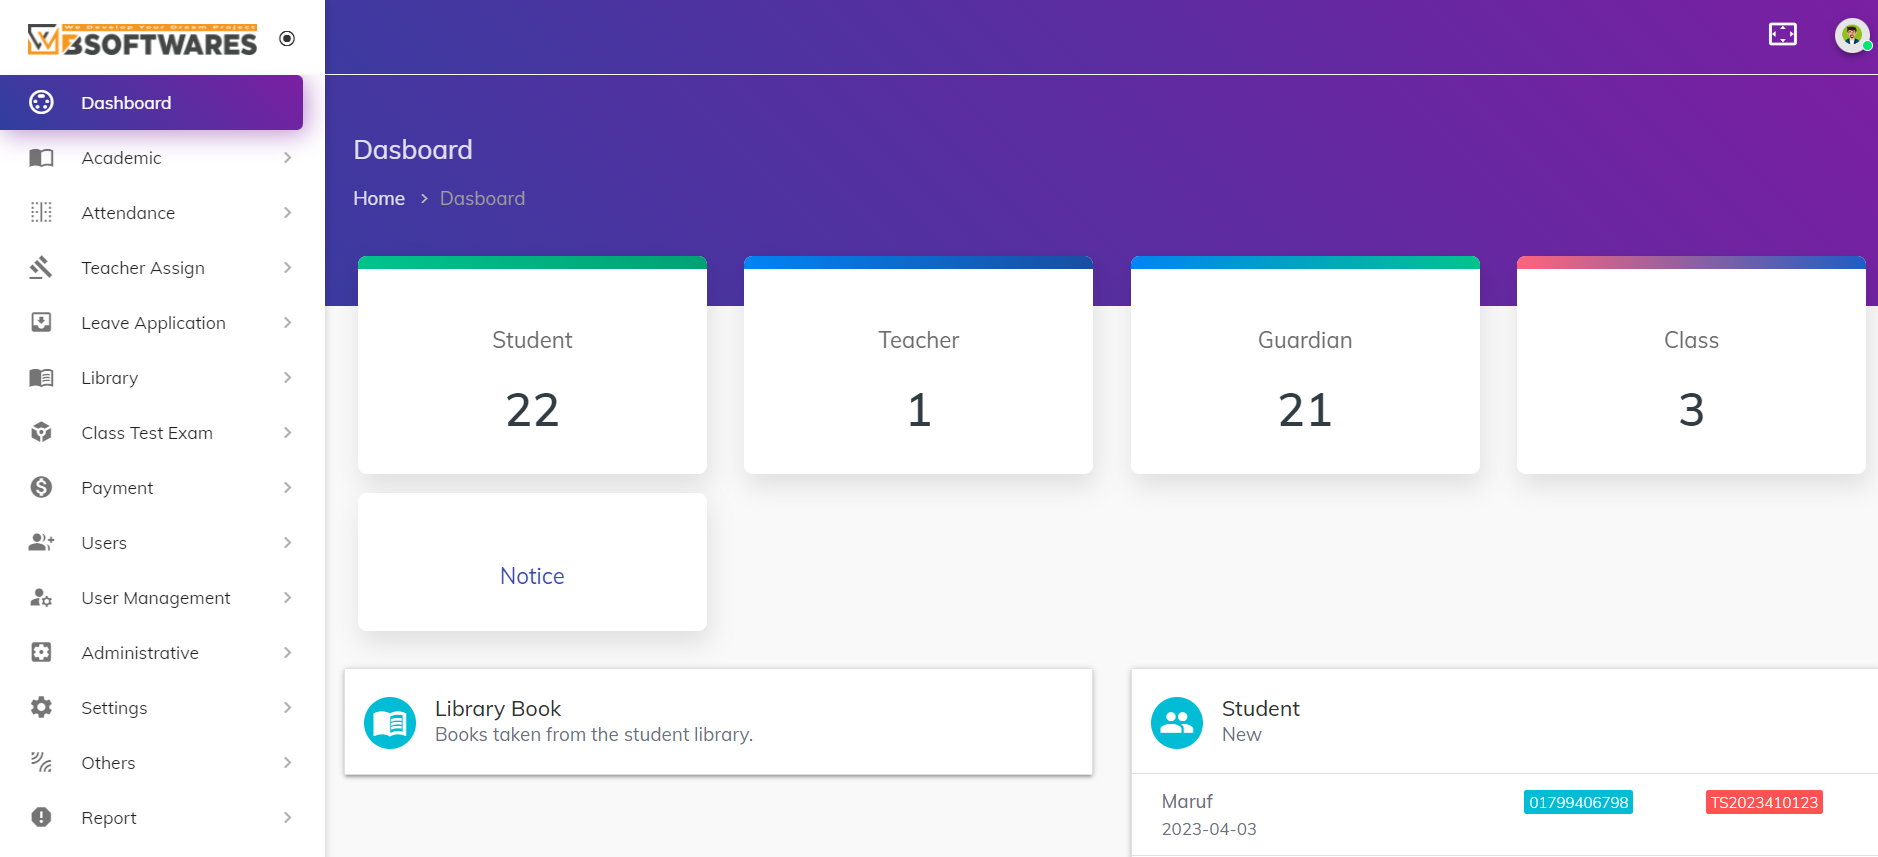 We Develop Your Dream Project
WBSOFTWARES
Dashboard
Academic
Attendance
Teacher Assign
Leave Application
Library
Class Test Exam
Payment
Users
User Management
Administrative
Settings
Others
Report
Dasboard
Home > Dasboard
Student
22
Teacher
1
Guardian
21
Class
3
Notice
Library Book
Books taken from the student library.
Student
New
Maruf 01799406798 TS2023410123
2023-04-03